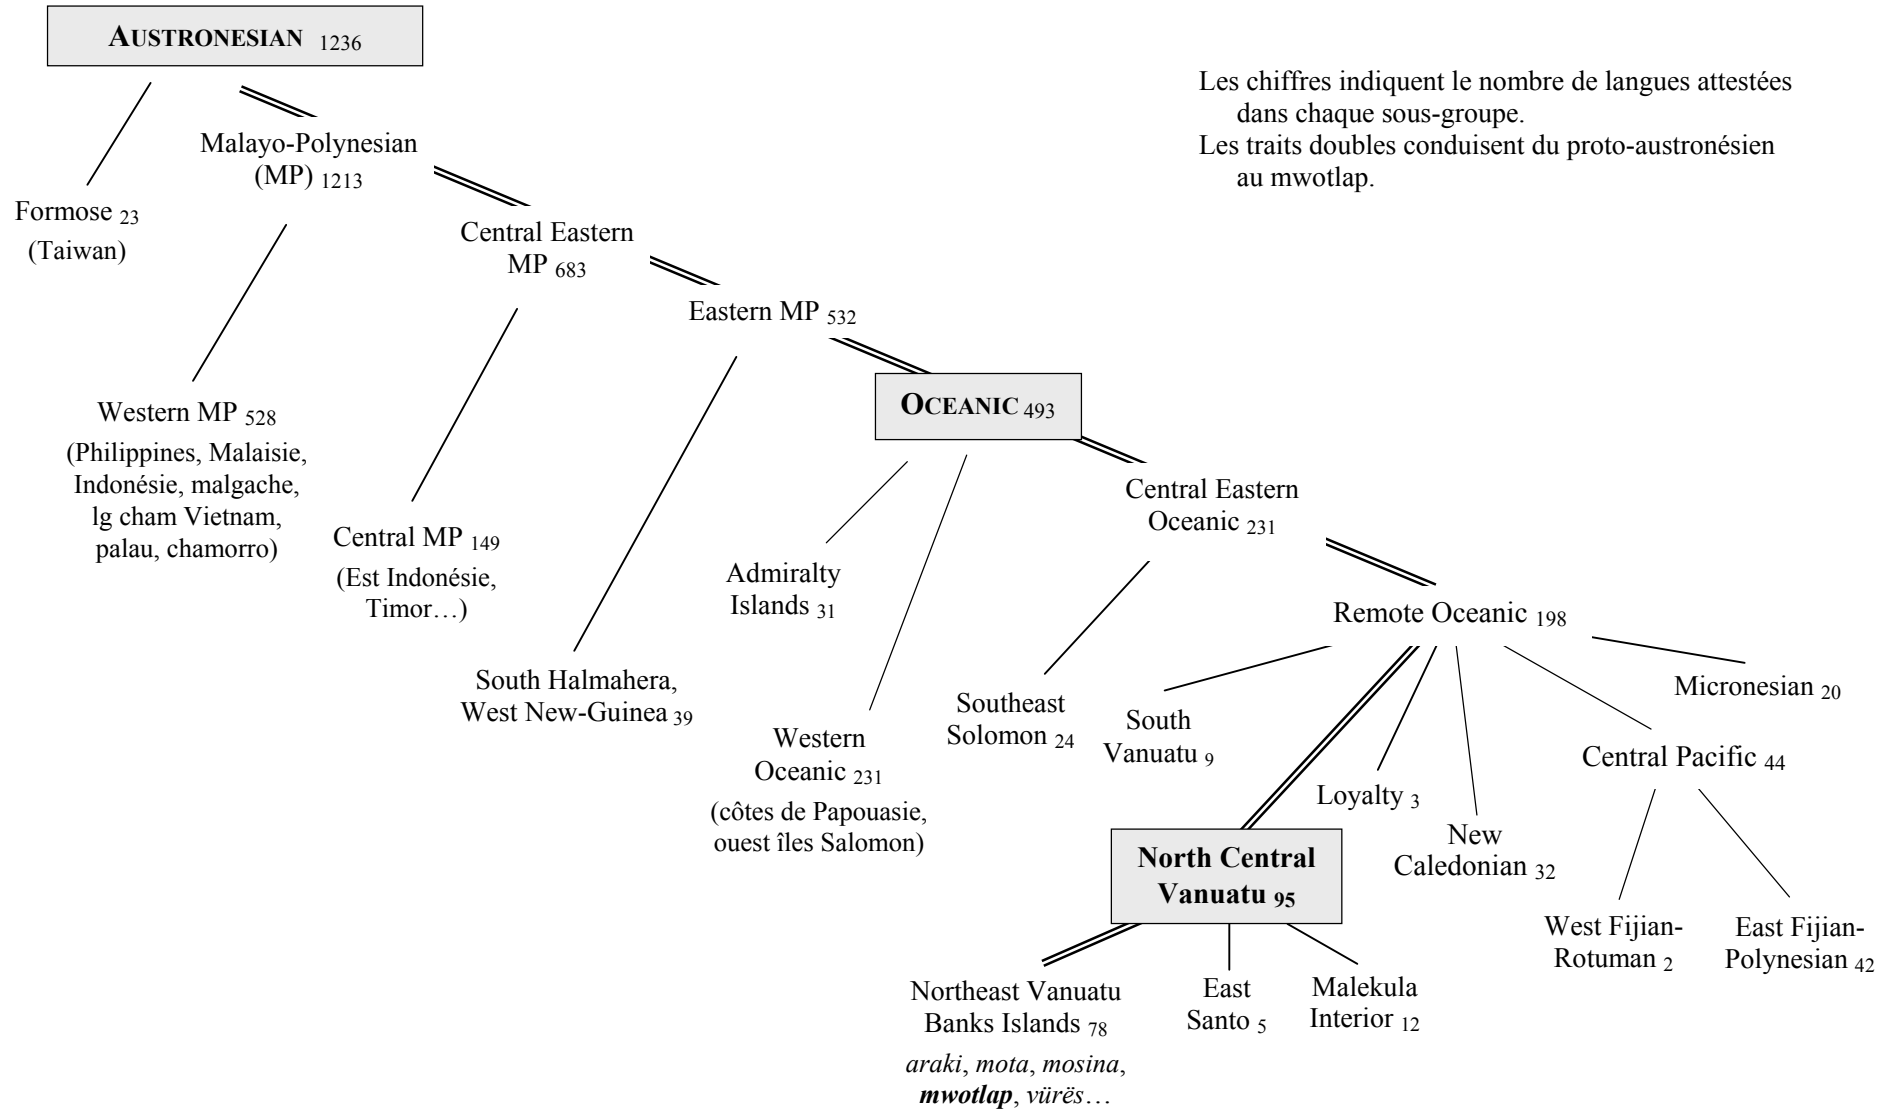 AUSTRONESIAN 1236
Les chiffres indiquent le nombre de langues attestées
dans chaque sous-groupe.
Les traits doubles conduisent du proto-austronésien
au mwotlap.
Malayo-Polynesian
(MP) 1213
Formose 23
(Taiwan)
Central Eastern
MP 683
Eastern MP 532
Western MP 528
(Philippines, Malaisie,
Indonésie, malgache,
lg cham Vietnam,
palau, chamorro)
OCEANIC 493
Central MP 149
(Est Indonésie,
Timor…)
Central Eastern
Oceanic 231
Admiralty
Islands 31
Remote Oceanic 198
South Halmahera,
West New-Guinea 39
Western
Oceanic 231
(côtes de Papouasie,
ouest îles Salomon)
Southeast
Solomon 24
South
Vanuatu 9
Micronesian 20
Central Pacific 44
Loyalty 3
New
Caledonian 32
North Central
Vanuatu 95
West Fijian-
Rotuman 2
East Fijian-
Polynesian 42
Northeast Vanuatu
Banks Islands 78
araki, mota, mosina,
mwotlap, vürës…
East
Santo 5
Malekula
Interior 12